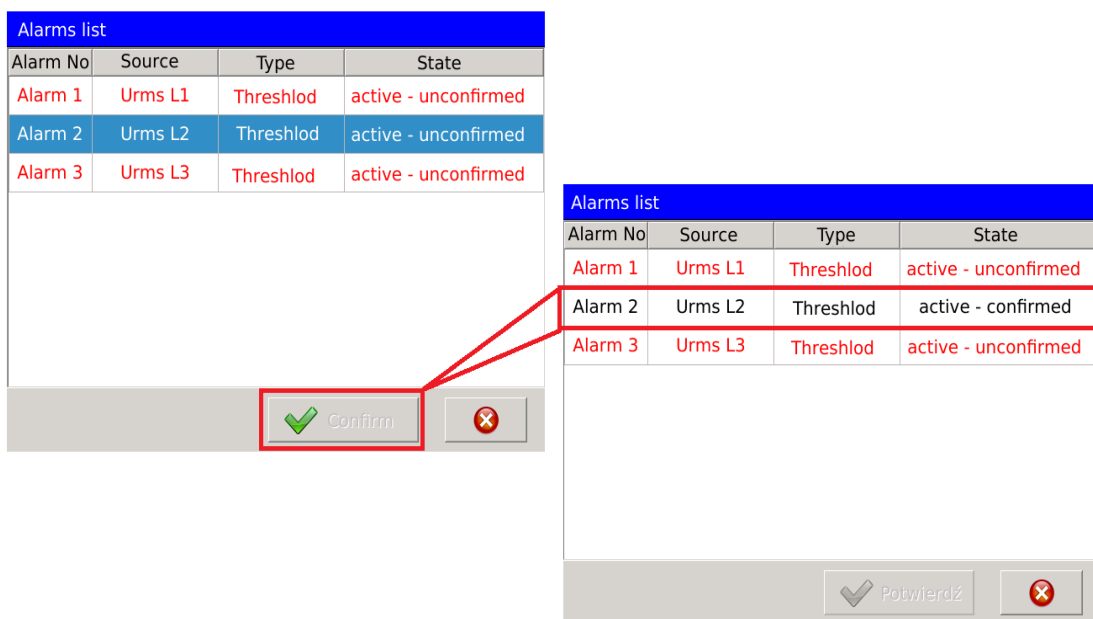 Alarms list
Alarm No Source Type State
Alarm 1 Urms L1 Threshlod active - unconfirmed
Alarm 2 Urms L2 Threshlod active - unconfirmed
Alarm 3 Urms L3 Threshlod active - unconfirmed
Confirm
Alarms list
Alarm No Source Type State
Alarm 1 Urms L1 Threshlod active - unconfirmed
Alarm 2 Urms L2 Threshlod active - confirmed
Alarm 3 Urms L3 Threshlod active - unconfirmed
Potwierdź